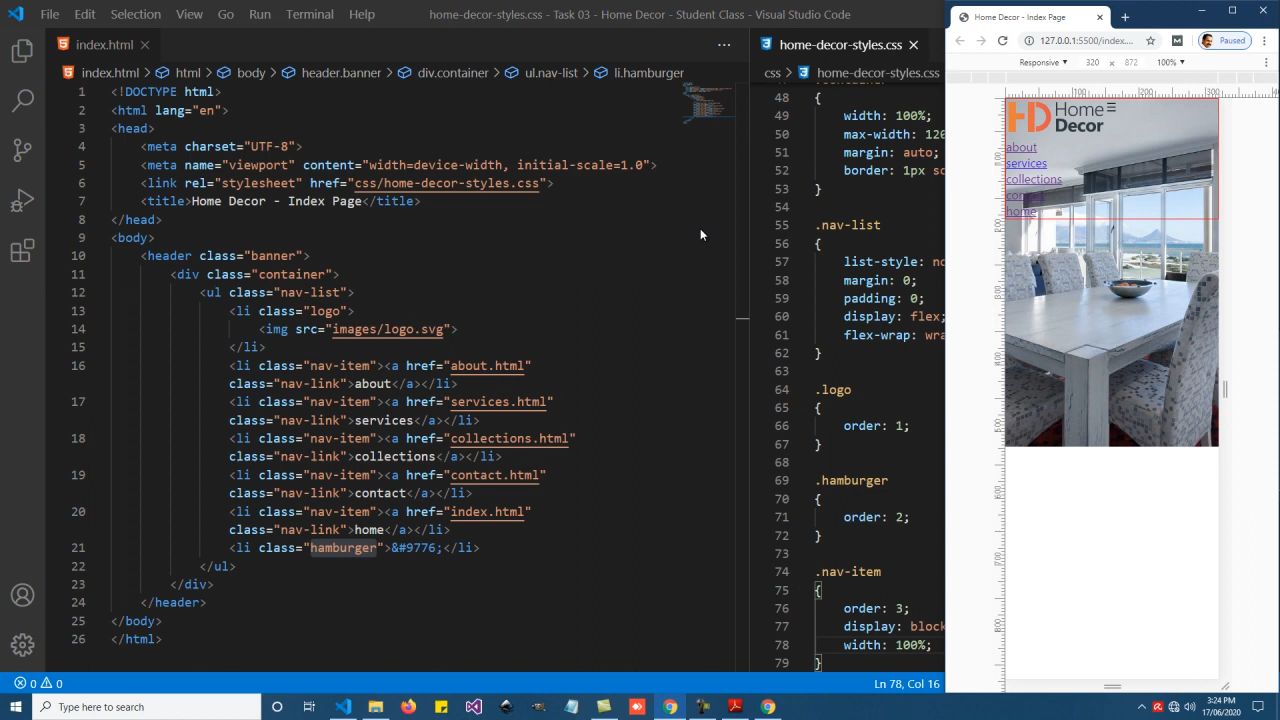 File Edit Selection View Go Run Terminal Help
home-decor-styles.css - Task 03 - Home Decor - Student Class - Visual Studio Code
index.html
index.html html body header.banner div.container ul.nav-list li.hamburger
1 <!DOCTYPE html>
2 <html lang="en">
3 <head>
4 <meta charset="UTF-8">
5 <meta name="viewport" content="width=device-width, initial-scale=1.0">
6 <link rel="stylesheet" href="css/home-decor-styles.css">
7 <title>Home Decor - Index Page</title>
8 </head>
9 <body>
10 <header class="banner">
11 <div class="container">
12 <ul class="nav-list">
13 <li class="logo">
14 <img src="images/logo.svg">
15 </li>
16 <li class="nav-item"><a href="about.html"
class="nav-link">about</a></li>
17 <li class="nav-item"><a href="services.html"
class="nav-link">services</a></li>
18 <li class="nav-item"><a href="collections.html"
class="nav-link">collections</a></li>
19 <li class="nav-item"><a href="contact.html"
class="nav-link">contact</a></li>
20 <li class="nav-item"><a href="index.html"
class="nav-link">home</a></li>
21 <li class="hamburger">&#9776;</li>
22 </ul>
23 </div>
24 </header>
25 </body>
26 </html>
home-decor-styles.css
css home-decor-styles.css
48 {
49 width: 100%;
50 max-width: 120
51 margin: auto;
52 border: 1px so
53 }
54
55 .nav-list
56 {
57 list-style: no
58 margin: 0;
59 padding: 0;
60 display: flex;
61 flex-wrap: wra
62 }
63
64 .logo
65 {
66 order: 1;
67 }
68
69 .hamburger
70 {
71 order: 2;
72 }
73
74 .nav-item
75 {
76 order: 3;
77 display: bloc
78 width: 100%;
79 }
0 0
Ln 78, Col 16
Home Decor - Index Page
127.0.0.1:5500/index....
Paused
Responsive 320 × 872 100%
100 200 300
HD Home
Decor
☰
about
services
collections
home
Type here to search
3:24 PM
17/06/2020